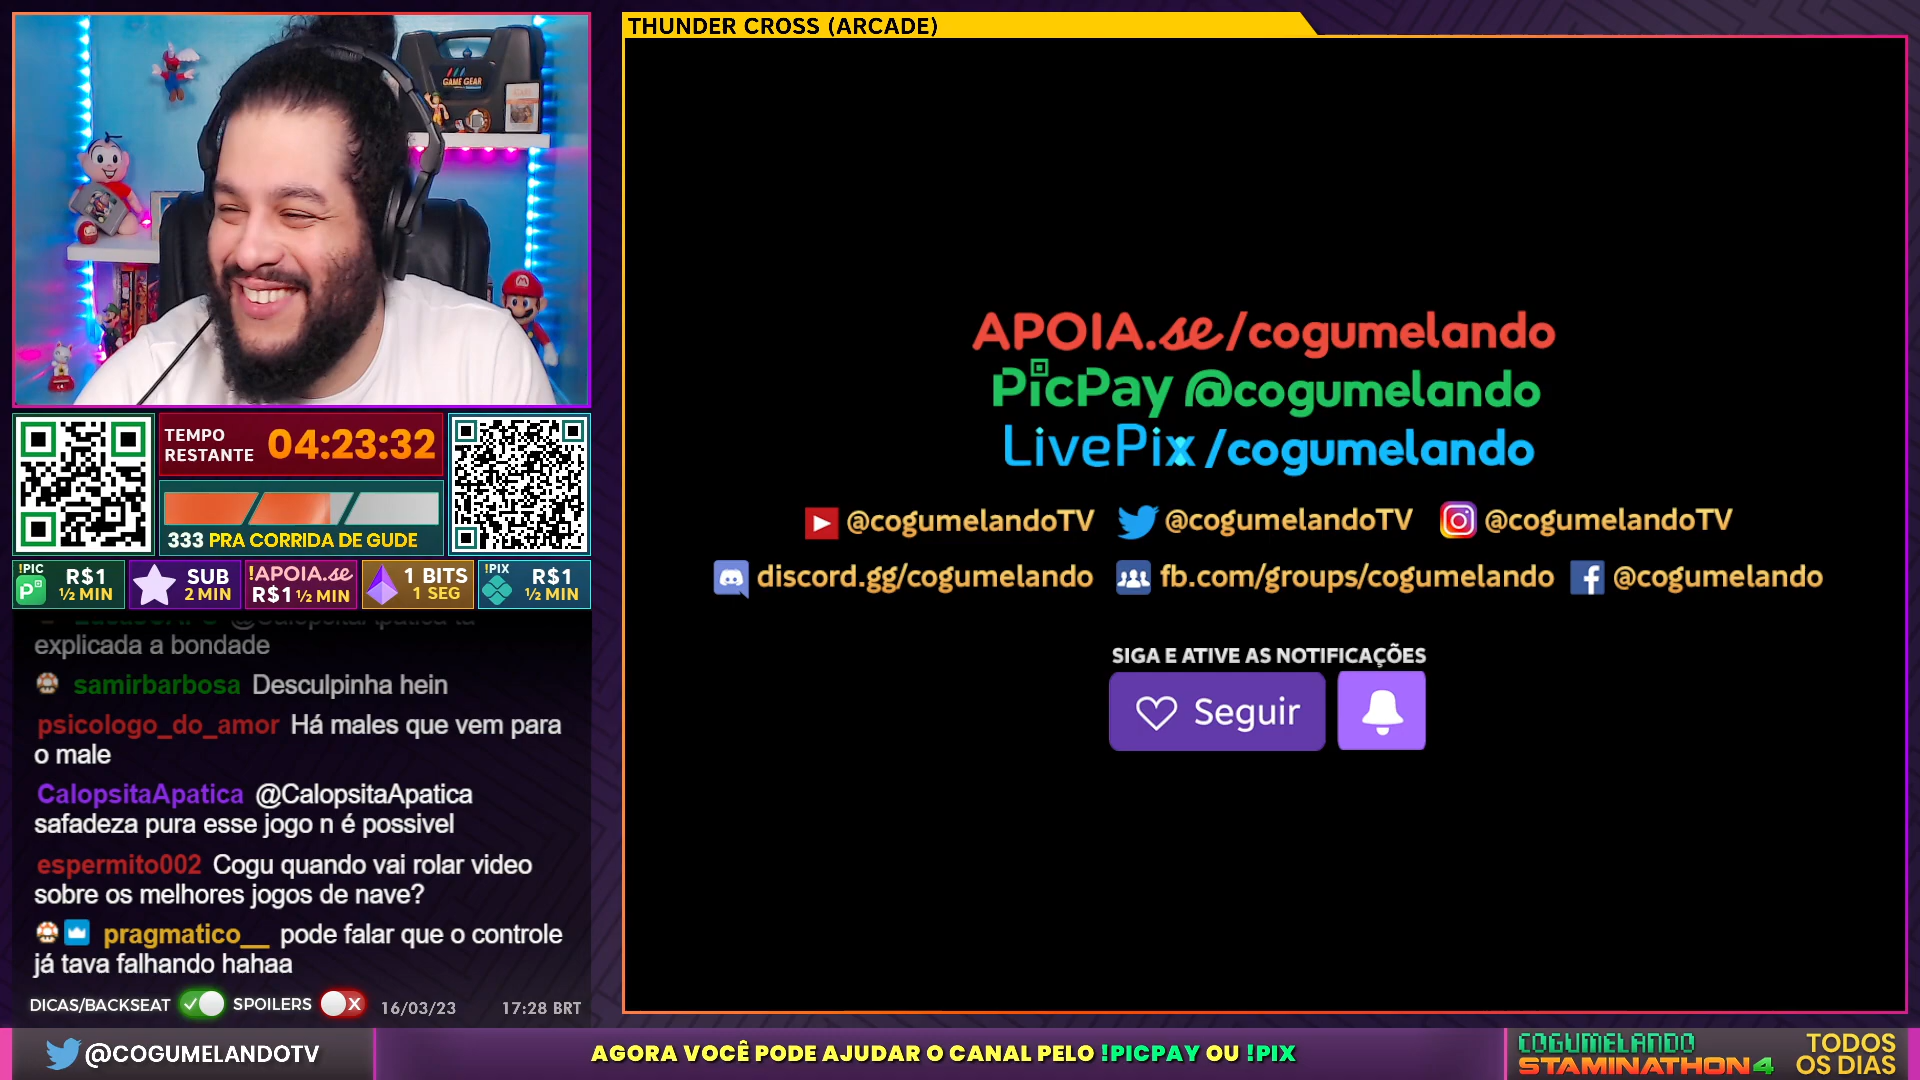 THUNDER CROSS (ARCADE)
GAME GEAR
APOIA.se/cogumelando
PicPay @cogumelando
LivePix /cogumelando
@cogumelandoTV @cogumelandoTV @cogumelandoTV
discord.gg/cogumelando fb.com/groups/cogumelando @cogumelando
SIGA E ATIVE AS NOTIFICAÇÕES
Seguir
TEMPO
RESTANTE
04:23:32
333 PRA CORRIDA DE GUDE
!PIC R$1 ½ MIN
SUB 2 MIN
!APOIA.se R$1 ½ MIN
1 BITS 1 SEG
!PIX R$1 ½ MIN
explicada a bondade
samirbarbosa Desculpinha hein
psicologo_do_amor Há males que vem para
o male
CalopsitaApatica @CalopsitaApatica
safadeza pura esse jogo n é possivel
espermito002 Cogu quando vai rolar video
sobre os melhores jogos de nave?
pragmatico__ pode falar que o controle
já tava falhando hahaa
DICAS/BACKSEAT SPOILERS X 16/03/23 17:28 BRT
@COGUMELANDOTV
AGORA VOCÊ PODE AJUDAR O CANAL PELO !PICPAY OU !PIX
COGUMELANDO
STAMINATHON 4
TODOS
OS DIAS